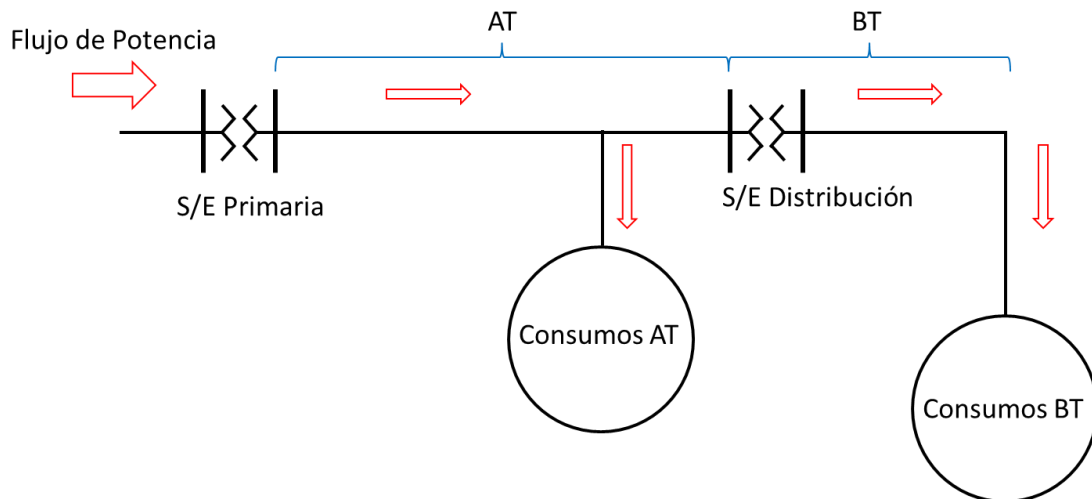 AT
BT
Flujo de Potencia
S/E Primaria
S/E Distribución
Consumos AT
Consumos BT